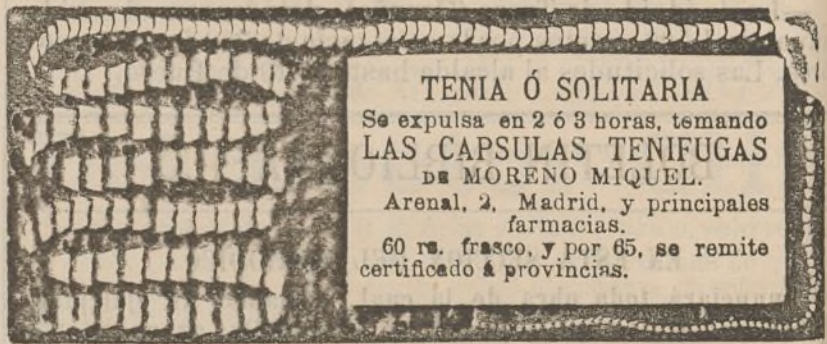 TENIA Ó SOLITARIA
Se expulsa en 2 ó 3 horas, temando
LAS CAPSULAS TENIFUGAS
DE MORENO MIQUEL.
Arenal, 2, Madrid, y principales
farmacias.
60 rs. frasco, y por 65, se remite
certificado á provincias.